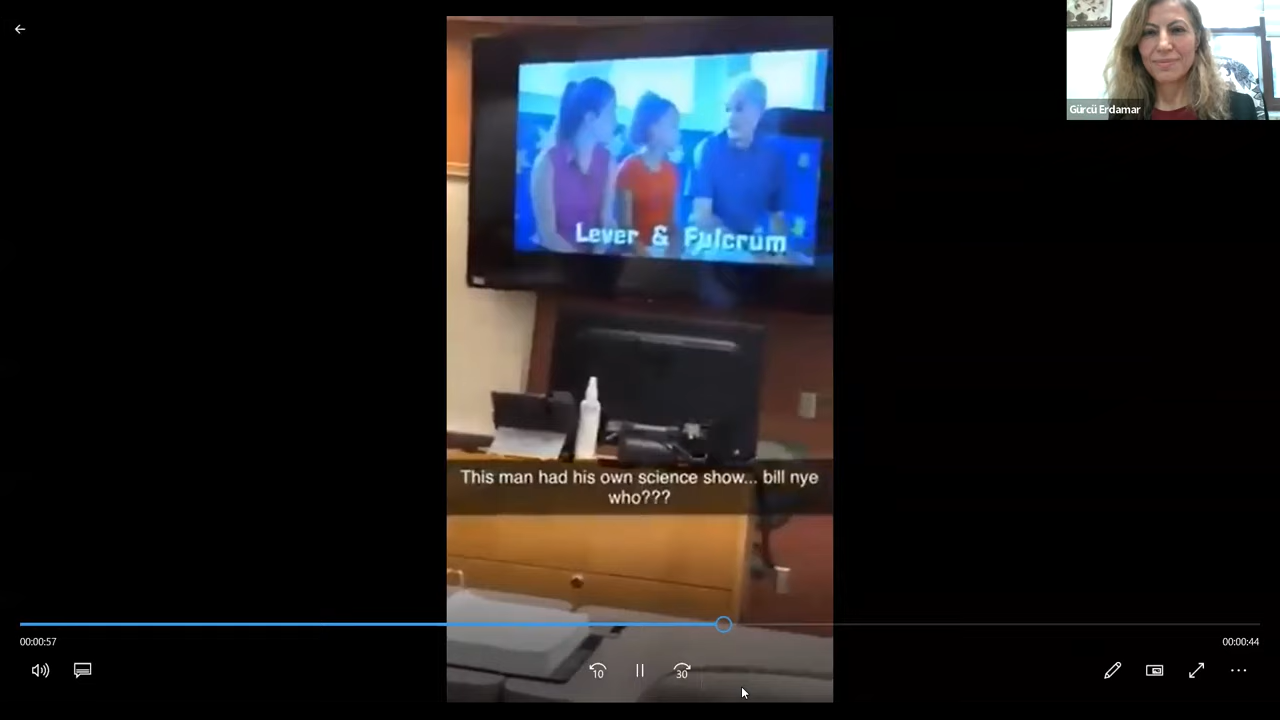 Gürcü Erdamar
Lever & Fulcrum
This man had his own science show... bill nye
who???
00:00:57
00:00:44
10
30